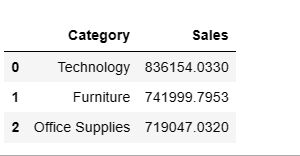 Category Sales
0 Technology 836154.0330
1 Furniture 741999.7953
2 Office Supplies 719047.0320